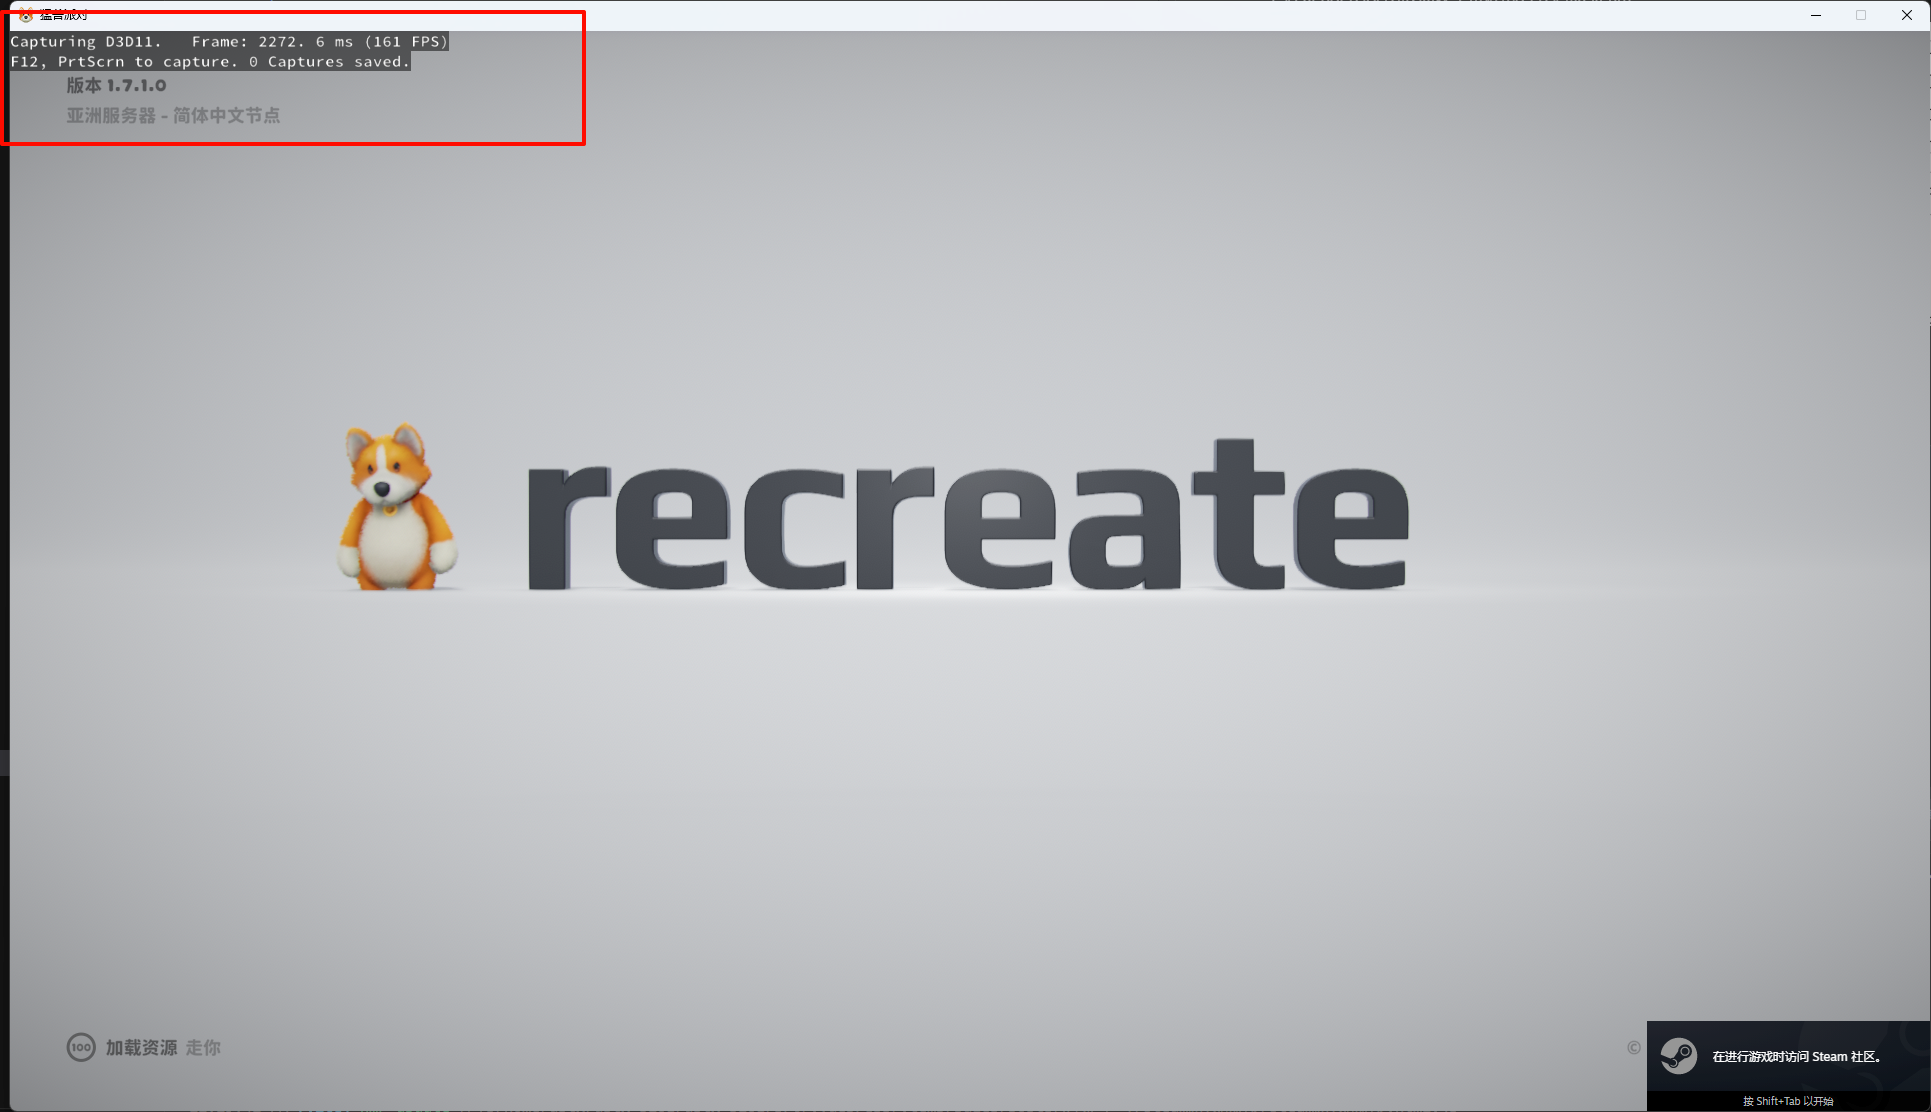 猛兽派对
Capturing D3D11.   Frame: 2272. 6 ms (161 FPS)
F12, PrtScrn to capture. 0 Captures saved.
版本 1.7.1.0
亚洲服务器 - 简体中文节点
recreate
100 加载资源 走你
©
在进行游戏时访问 Steam 社区。
按 Shift+Tab 以开始